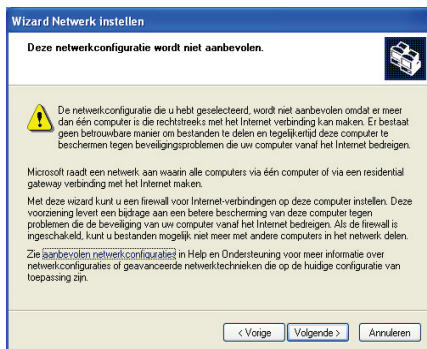 Wizard Netwerk instellen
Deze netwerkconfiguratie wordt niet aanbevolen.
De netwerkconfiguratie die u hebt geselecteerd, wordt niet aanbevolen omdat er meer
dan één computer is die rechtstreeks met het Internet verbinding kan maken. Er bestaat
geen betrouwbare manier om bestanden te delen en tegelijkertijd deze computer te
beschermen tegen beveiligingsproblemen die uw computer vanaf het Internet bedreigen.
Microsoft raadt een netwerk aan waarin alle computers via één computer of via een residential
gateway verbinding met het Internet maken.
Met deze wizard kunt u een firewall voor Internet-verbindingen op deze computer instellen. Deze
voorziening levert een bijdrage aan een betere bescherming van deze computer tegen
problemen die de beveiliging van uw computer vanaf het Internet bedreigen. Als de firewall is
ingeschakeld, kunt u bestanden mogelijk niet meer met andere computers in het netwerk delen.
Zie aanbevolen netwerkconfiguraties in Help en Ondersteuning voor meer informatie over
netwerkconfiguraties of geavanceerde netwerktechnieken die op de huidige configuratie van
toepassing zijn.
< Vorige Volgende > Annuleren